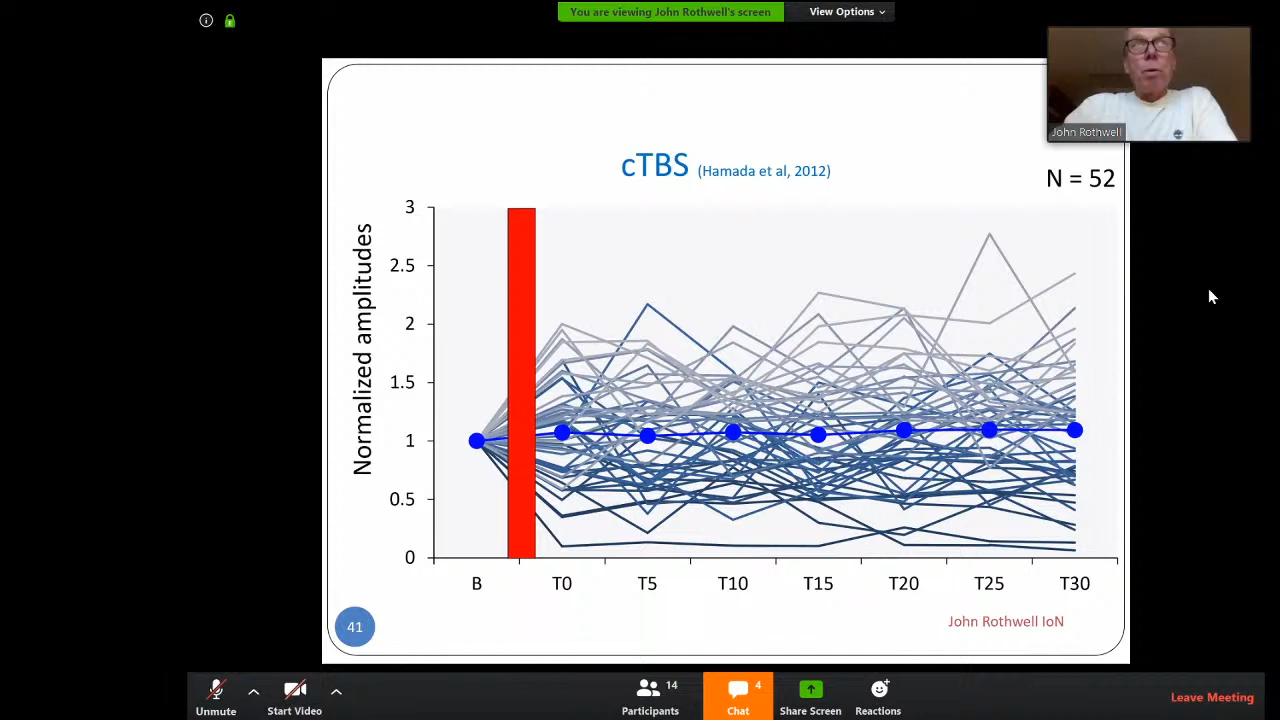 You are viewing John Rothwell's screen
View Options
John Rothwell
cTBS (Hamada et al, 2012)
N = 52
Normalized amplitudes
3
2.5
2
1.5
1
0.5
0
B T0 T5 T10 T15 T20 T25 T30
41
John Rothwell IoN
14
4
Unmute
Start Video
Participants
Chat
Share Screen
Reactions
Leave Meeting